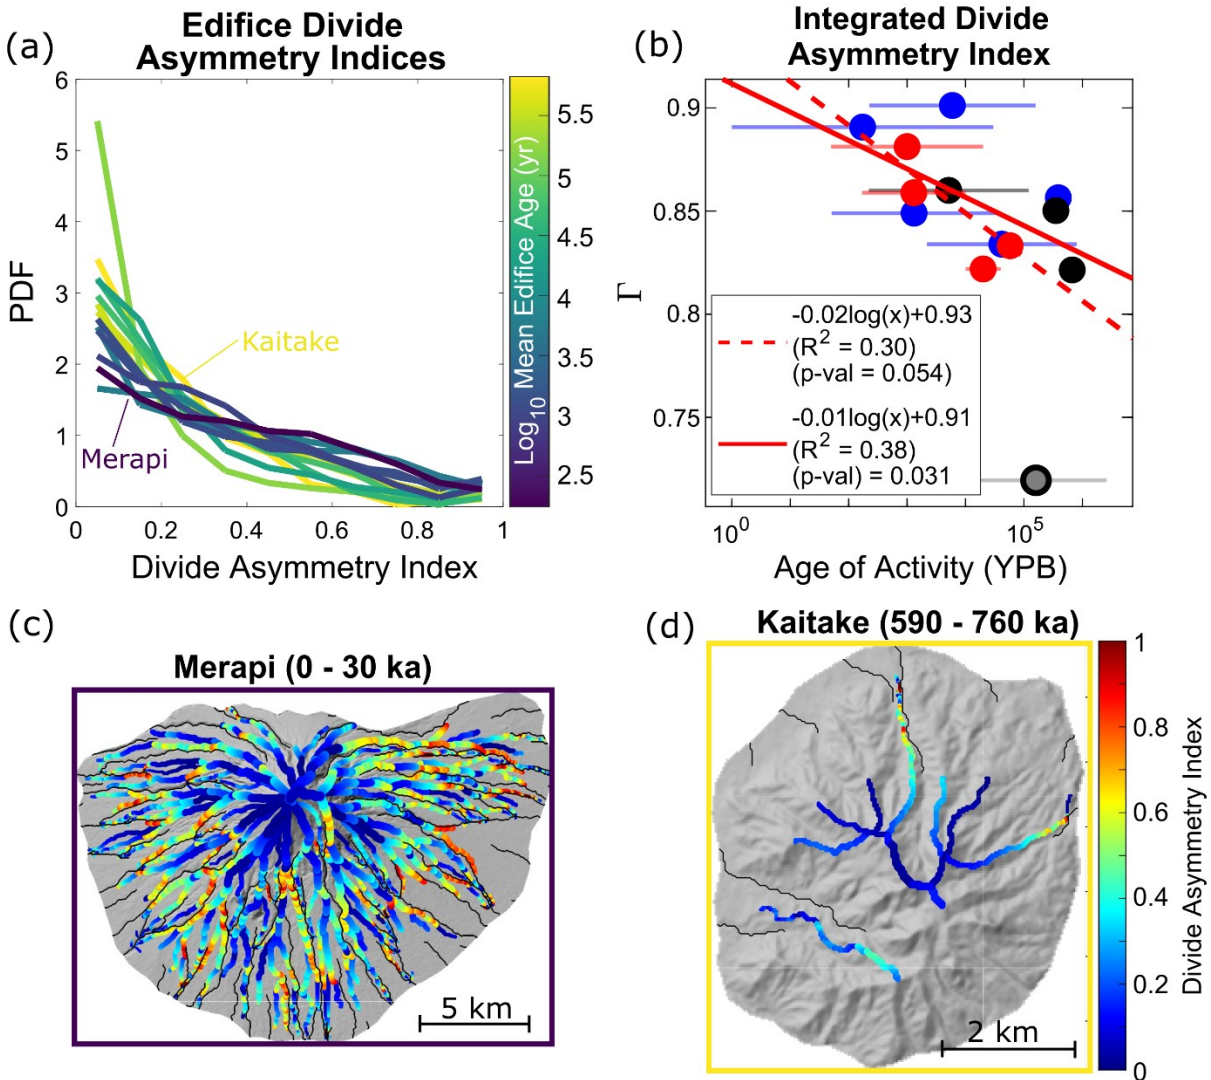 (a)
Edifice Divide
Asymmetry Indices
PDF
6
5
4
3
2
1
0
0
0.2
0.4
0.6
0.8
1
Divide Asymmetry Index
Kaitake
Merapi
Log10 Mean Edifice Age (yr)
5.5
5
4.5
4
3.5
3
2.5
(b)
Integrated Divide
Asymmetry Index
Γ
0.9
0.85
0.8
0.75
-0.02log(x)+0.93
(R² = 0.30)
(p-val = 0.054)
-0.01log(x)+0.91
(R² = 0.38)
(p-val) = 0.031
10⁰
10⁵
Age of Activity (YPB)
(c)
Merapi (0 - 30 ka)
5 km
(d)
Kaitake (590 - 760 ka)
2 km
1
0.8
0.6
0.4
0.2
0
Divide Asymmetry Index